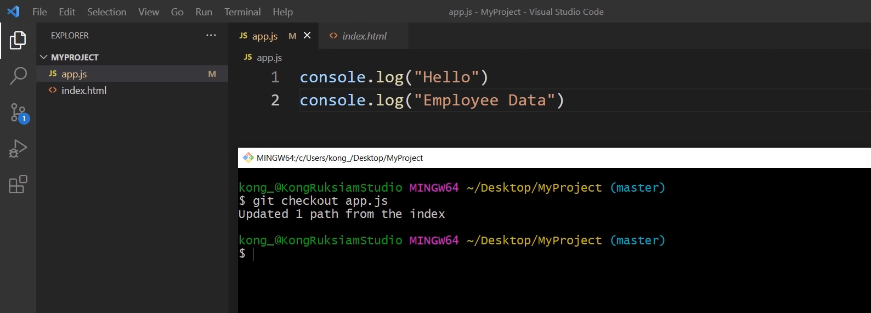 File Edit Selection View Go Run Terminal Help app.js - MyProject - Visual Studio Code
EXPLORER ...
JS app.js M × <> index.html
MYPROJECT
JS app.js M
<> index.html
1
JS app.js
1 console.log("Hello")
2 console.log("Employee Data")
MINGW64:/c/Users/kong_/Desktop/MyProject
kong_@KongRuksiamStudio MINGW64 ~/Desktop/MyProject (master)
$ git checkout app.js
Updated 1 path from the index
kong_@KongRuksiamStudio MINGW64 ~/Desktop/MyProject (master)
$